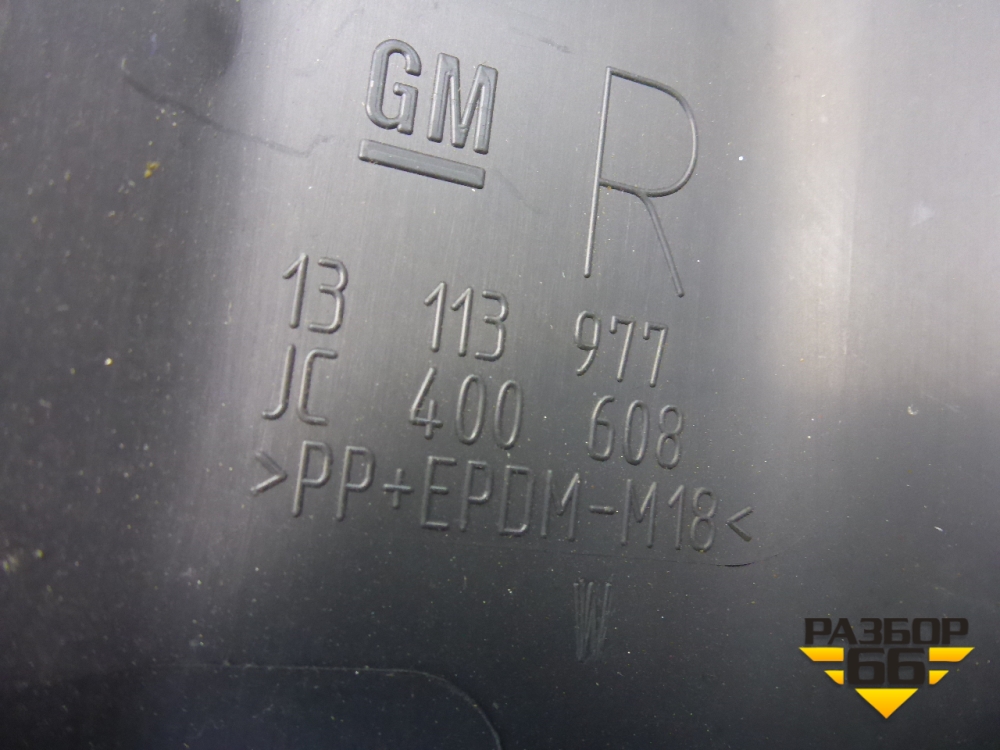 GM R
13 113 977
JC 400 608
>PP+EPDM-M18<
РАЗБОР
66